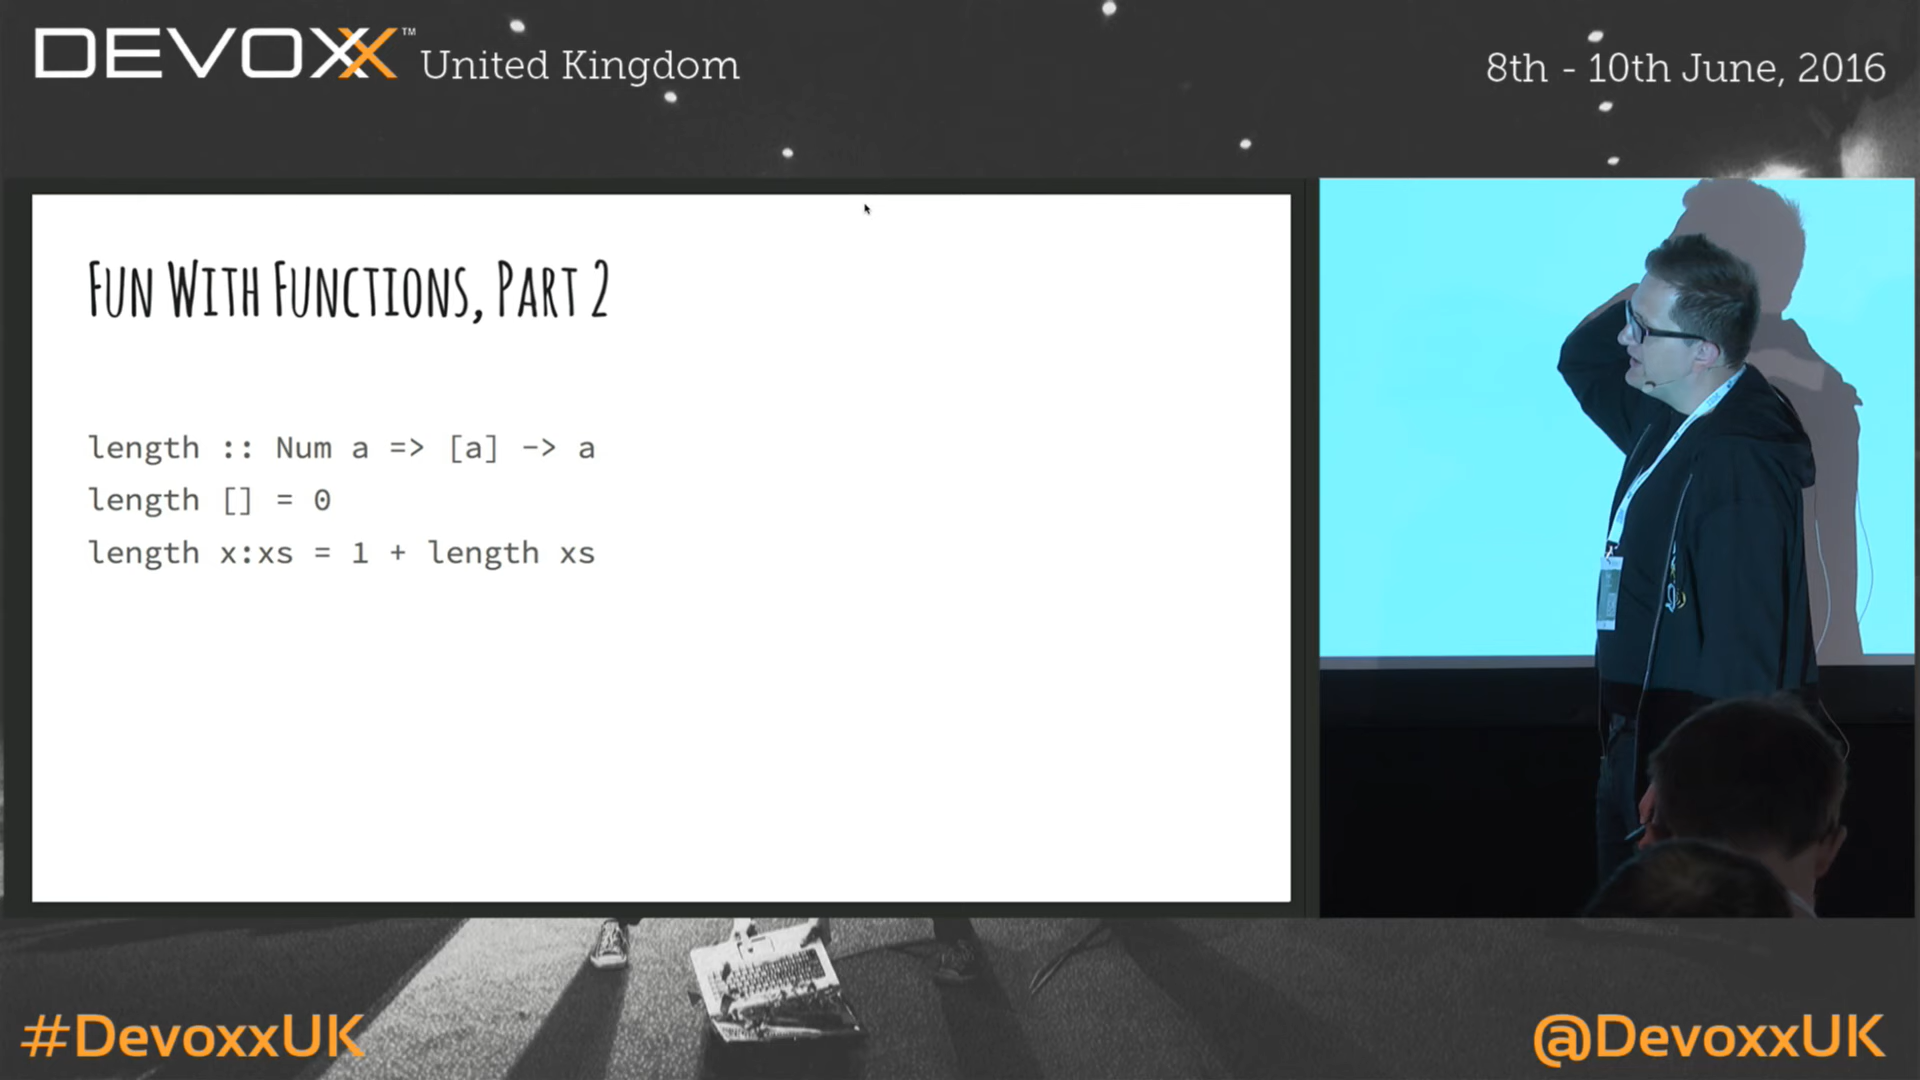 DEVOXX™ United Kingdom
8th - 10th June, 2016
FUN WITH FUNCTIONS, PART 2
length :: Num a => [a] -> a
length [] = 0
length x:xs = 1 + length xs
#DevoxxUK
@DevoxxUK